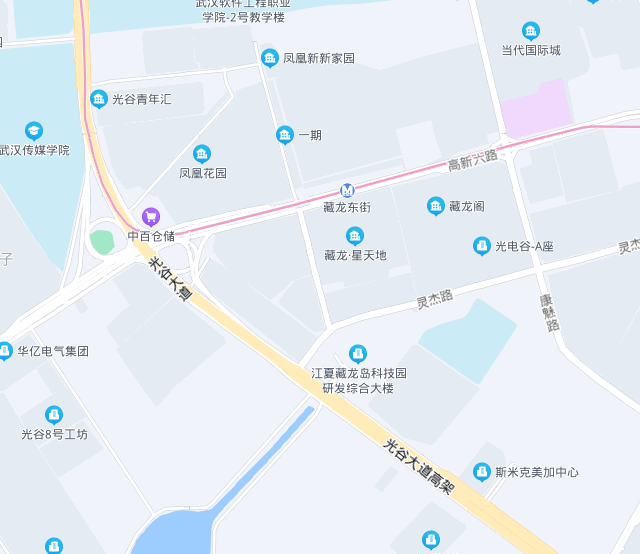 武汉软件工程职业
学院-2号教学楼
当代国际城
凤凰新新家园
光谷青年汇
一期
武汉传媒学院
凤凰花园
高新六路
藏龙东街
藏龙阁
中百仓储
光电谷-A座
灵杰
藏龙·星天地
子
光谷大道
灵杰路
康魅路
华亿电气集团
江夏藏龙岛科技园
研发综合大楼
光谷8号工坊
光谷大道高架
斯米克美加中心